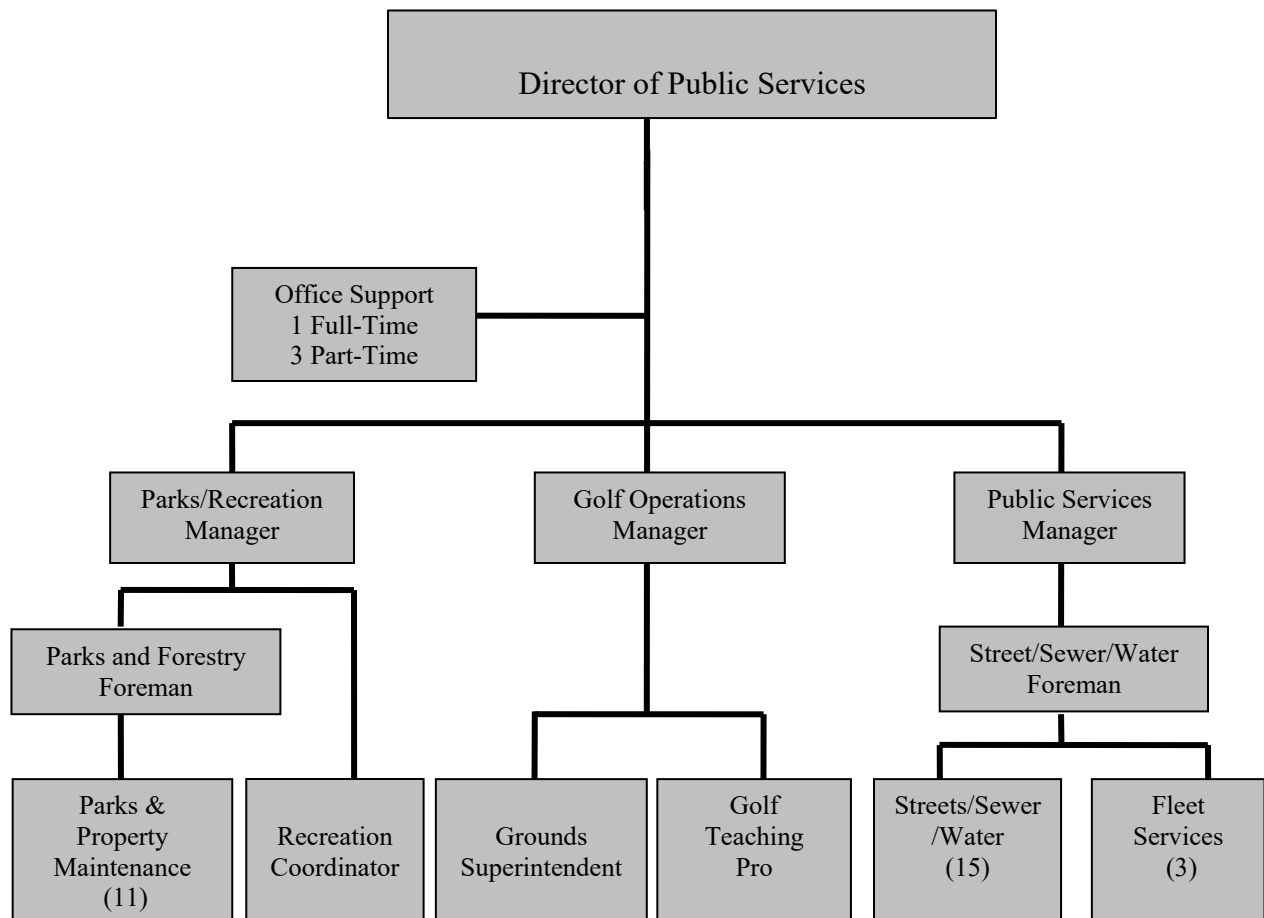 Director of Public Services
Office Support
1 Full-Time
3 Part-Time
Parks/Recreation
Manager
Golf Operations
Manager
Public Services
Manager
Parks and Forestry
Foreman
Street/Sewer/Water
Foreman
Parks &
Property
Maintenance
(11)
Recreation
Coordinator
Grounds
Superintendent
Golf
Teaching
Pro
Streets/Sewer
/Water
(15)
Fleet
Services
(3)